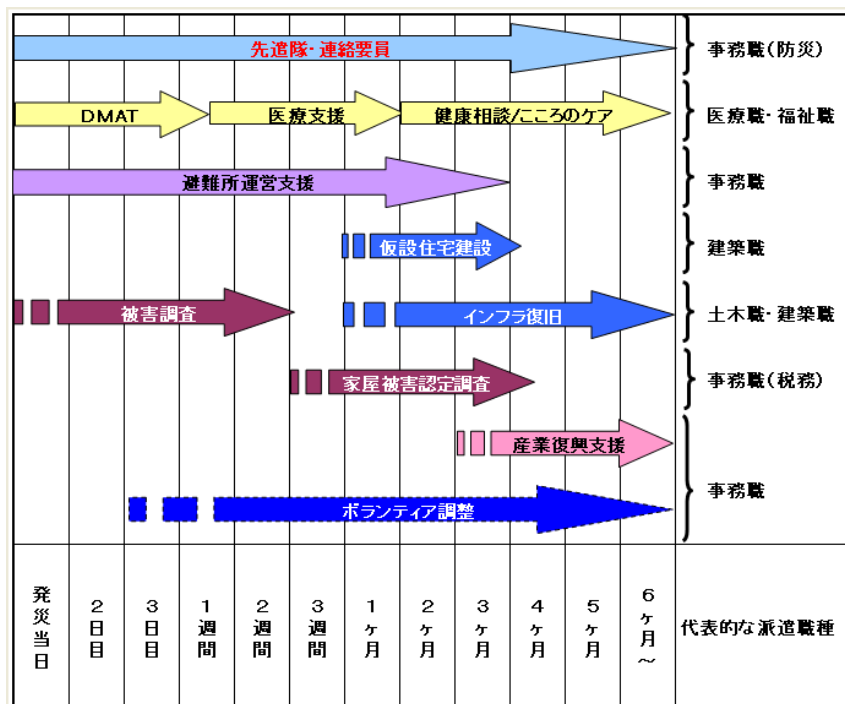 先遣隊・連絡要員
事務職(防災)
DMAT
医療支援
健康相談/こころのケア
医療職・福祉職
避難所運営支援
事務職
仮設住宅建設
建築職
被害調査
インフラ復旧
土木職・建築職
家屋被害認定調査
事務職(税務)
産業復興支援
ボランティア調整
事務職
発災当日
2日目
3日目
1週間
2週間
3週間
1ヶ月
2ヶ月
3ヶ月
4ヶ月
5ヶ月
6ヶ月~
代表的な派遣職種